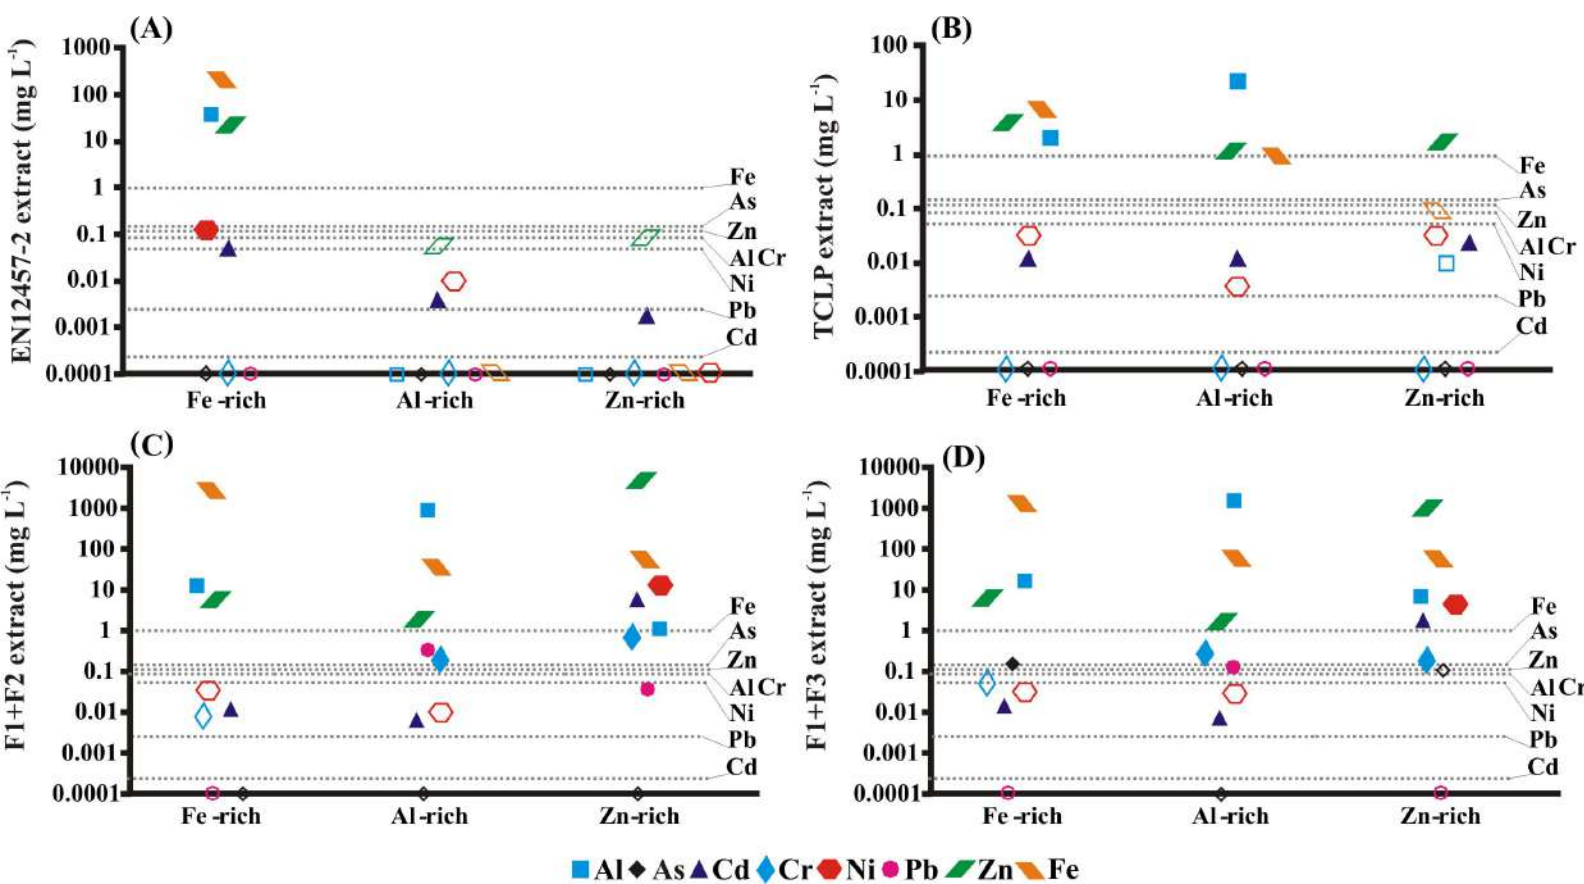 (A)
EN12457-2 extract (mg L-1)
1000
100
10
1
0.1
0.01
0.001
0.0001
Fe
As
Zn
Al Cr
Ni
Pb
Cd
Fe -rich
Al -rich
Zn-rich
(B)
TCLP extract (mg L-1)
100
10
1
0.1
0.01
0.001
0.0001
Fe
As
Zn
Al Cr
Ni
Pb
Cd
Fe -rich
Al -rich
Zn-rich
(C)
F1+F2 extract (mg L-1)
10000
1000
100
10
1
0.1
0.01
0.001
0.0001
Fe
As
Zn
Al Cr
Ni
Pb
Cd
Fe -rich
Al -rich
Zn-rich
(D)
F1+F3 extract (mg L-1)
10000
1000
100
10
1
0.1
0.01
0.001
0.0001
Fe
As
Zn
Al Cr
Ni
Pb
Cd
Fe -rich
Al -rich
Zn-rich
Al As Cd Cr Ni Pb Zn Fe